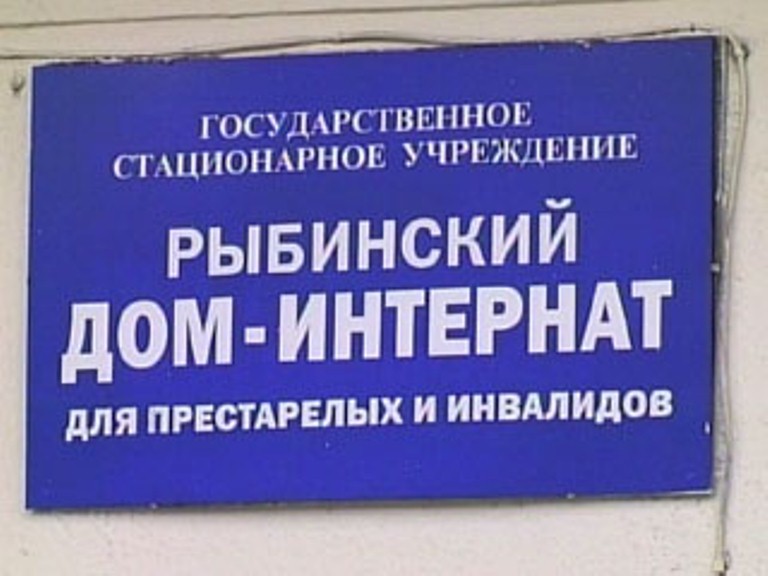 ГОСУДАРСТВЕННОЕ
СТАЦИОНАРНОЕ УЧРЕЖДЕНИЕ
РЫБИНСКИЙ
ДОМ-ИНТЕРНАТ
ДЛЯ ПРЕСТАРЕЛЫХ И ИНВАЛИДОВ